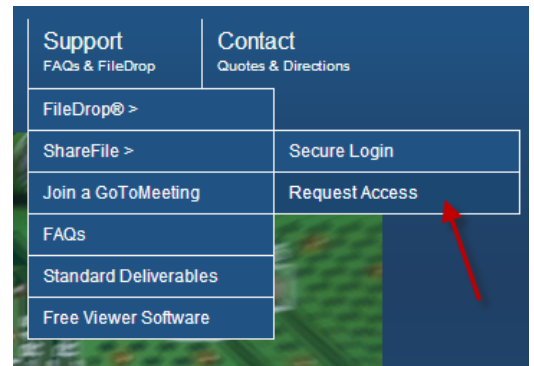 Support
FAQs & FileDrop
Contact
Quotes & Directions
FileDrop® >
ShareFile >
Secure Login
Join a GoToMeeting
Request Access
FAQs
Standard Deliverables
Free Viewer Software